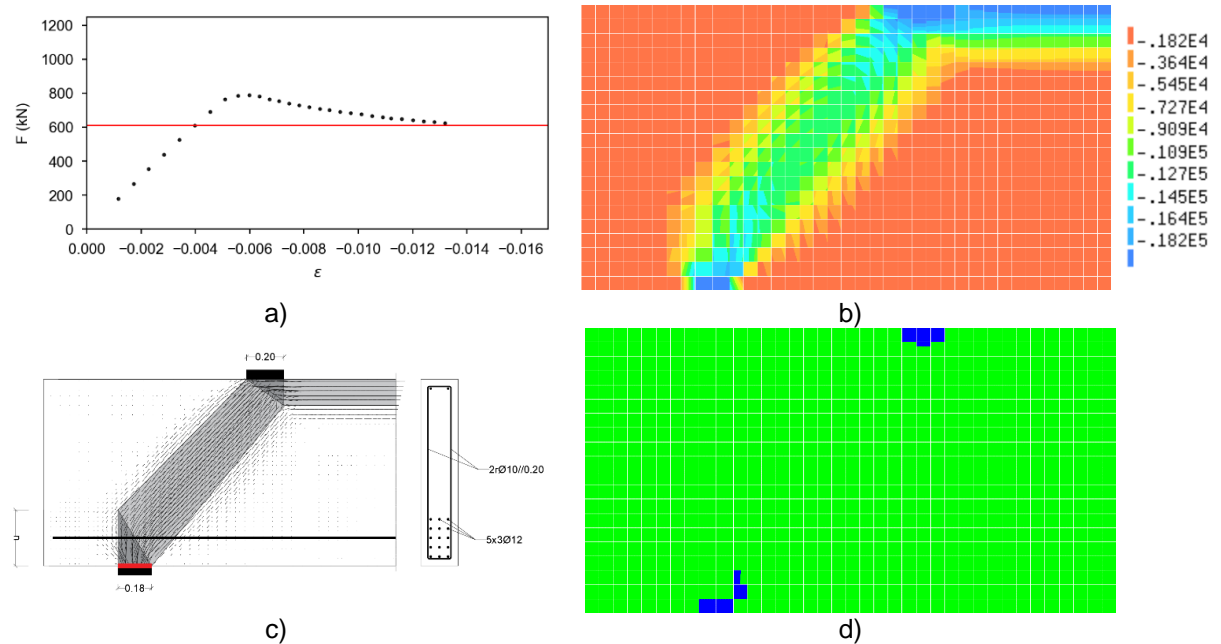 1200
1000
800
600
400
200
0
F (kN)
0.000 −0.002 −0.004 −0.006 −0.008 −0.010 −0.012 −0.014 −0.016
ε
a)
-.182E4
-.364E4
-.545E4
-.727E4
-.909E4
-.109E5
-.127E5
-.145E5
-.164E5
-.182E5
b)
0.20
u
0.18
2rØ10//0.20
5x3Ø12
c)
d)